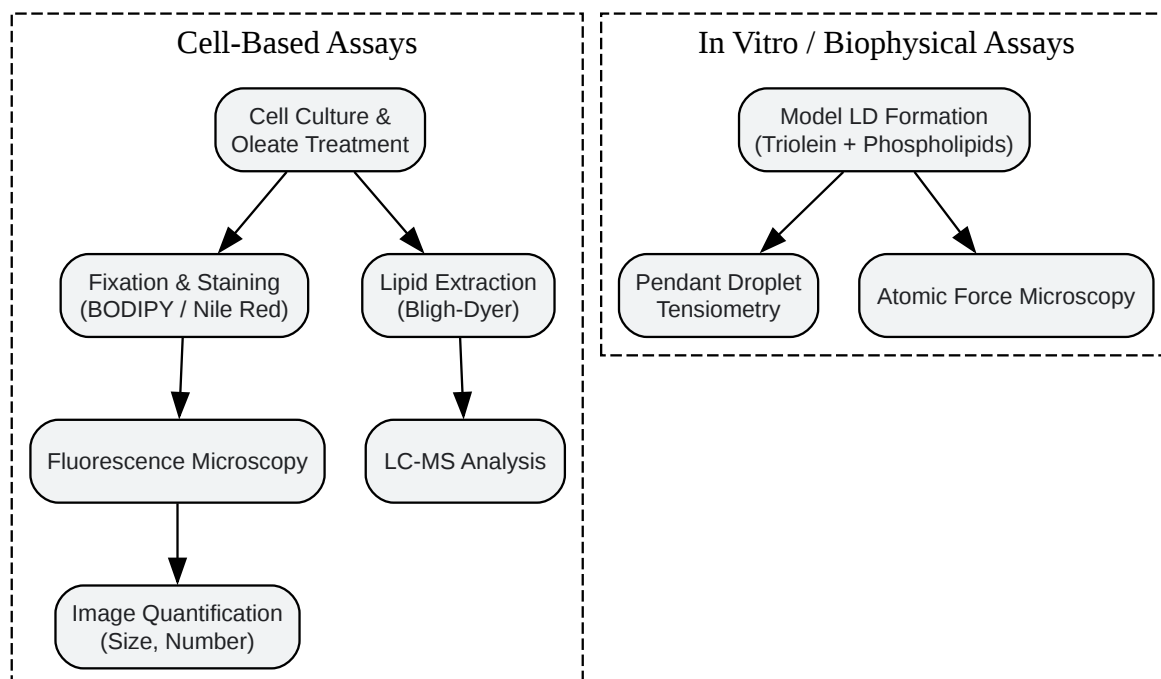 Cell-Based Assays
Cell Culture &
Oleate Treatment
Fixation & Staining
(BODIPY / Nile Red)
Lipid Extraction
(Bligh-Dyer)
Fluorescence Microscopy
LC-MS Analysis
Image Quantification
(Size, Number)
In Vitro / Biophysical Assays
Model LD Formation
(Triolein + Phospholipids)
Pendant Droplet
Tensiometry
Atomic Force Microscopy